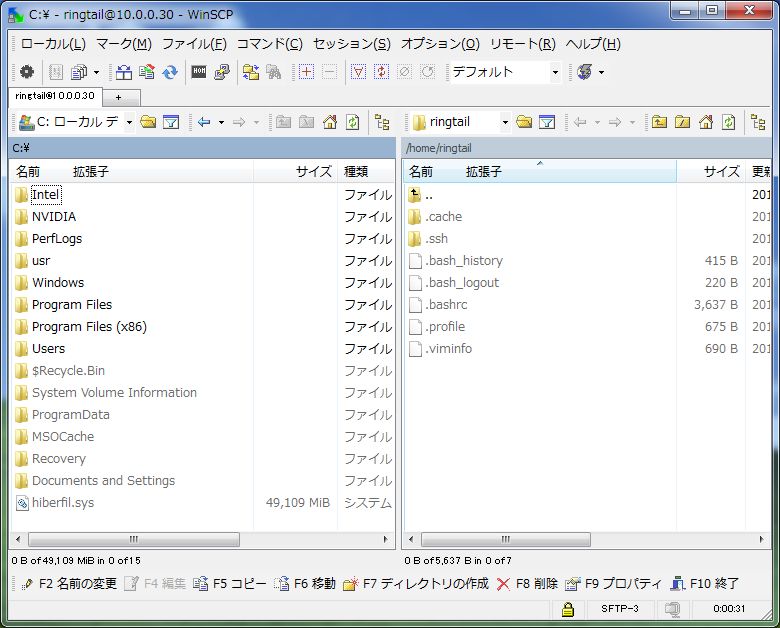 C:¥ - ringtail@10.0.0.30 - WinSCP
ローカル(L) マーク(M) ファイル(F) コマンド(C) セッション(S) オプション(O) リモート(R) ヘルプ(H)
デフォルト
ringtail@10.0.0.30 +
C: ローカル デ
ringtail
C:¥
/home/ringtail
名前 拡張子 サイズ 種類
名前 拡張子 サイズ 更新
Intel ファイル
NVIDIA ファイル
PerfLogs ファイル
usr ファイル
Windows ファイル
Program Files ファイル
Program Files (x86) ファイル
Users ファイル
$Recycle.Bin ファイル
System Volume Information ファイル
ProgramData ファイル
MSOCache ファイル
Recovery ファイル
Documents and Settings ファイル
hiberfil.sys 49,109 MiB システム
.. 201
.cache 201
.ssh 201
.bash_history 415 B 201
.bash_logout 220 B 201
.bashrc 3,637 B 201
.profile 675 B 201
.viminfo 690 B 201
0 B of 49,109 MiB in 0 of 15
0 B of 5,637 B in 0 of 7
F2 名前の変更 F4 編集 F5 コピー F6 移動 F7 ディレクトリの作成 F8 削除 F9 プロパティ F10 終了
SFTP-3 0:00:31